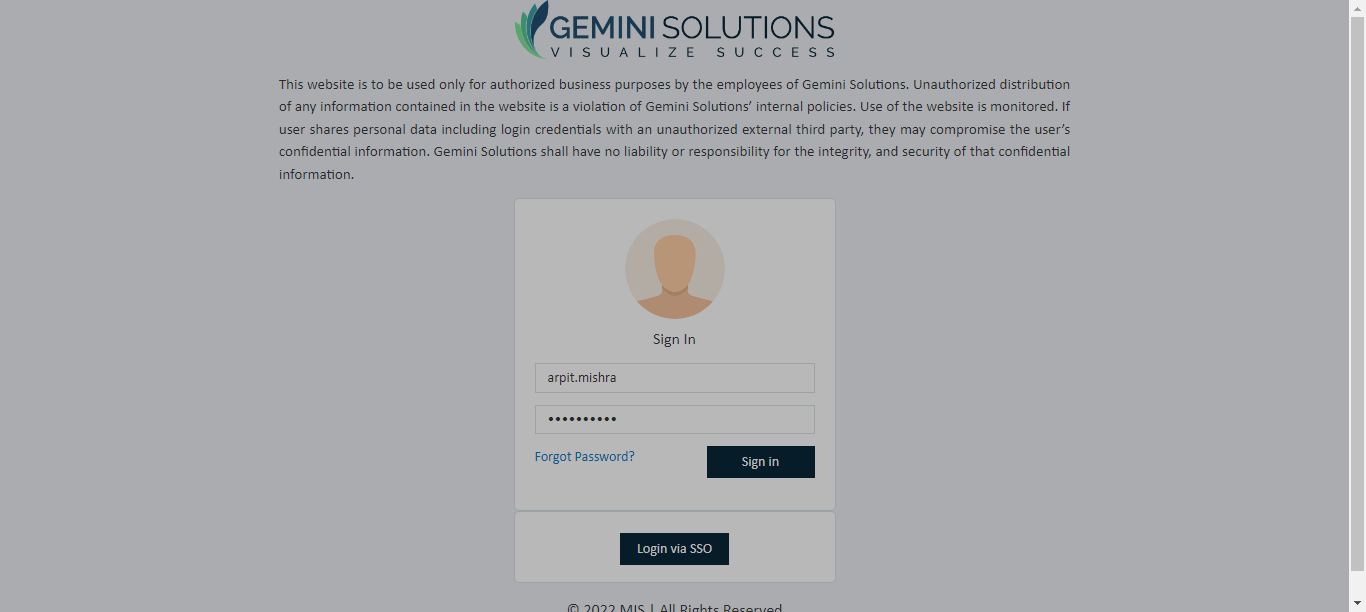 GEMINI SOLUTIONS
VISUALIZE SUCCESS
This website is to be used only for authorized business purposes by the employees of Gemini Solutions. Unauthorized distribution
of any information contained in the website is a violation of Gemini Solutions’ internal policies. Use of the website is monitored. If
user shares personal data including login credentials with an unauthorized external third party, they may compromise the user’s
confidential information. Gemini Solutions shall have no liability or responsibility for the integrity, and security of that confidential
information.
Sign In
arpit.mishra
••••••••••
Forgot Password?
Sign in
Login via SSO
© 2022 MIS | All Rights Reserved